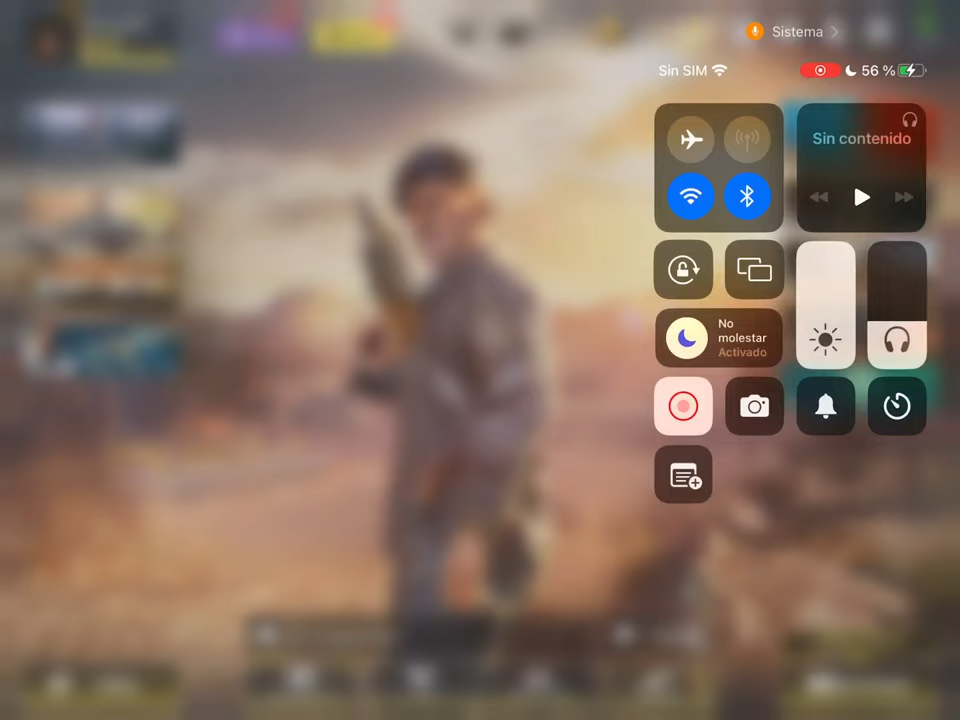 Sistema
Sin SIM
56 %
Sin contenido
No
molestar
Activado